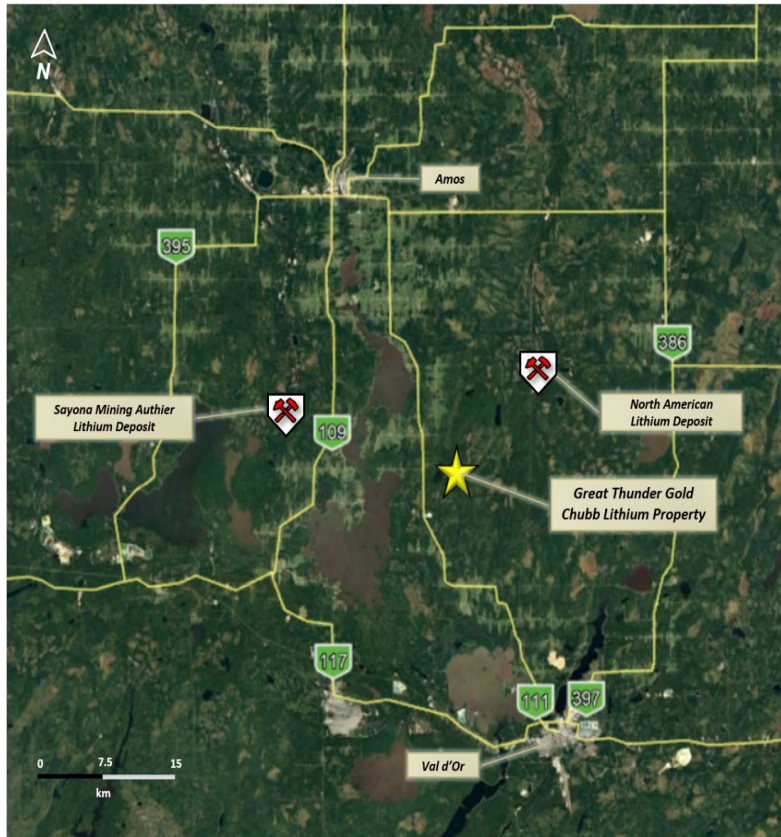 N
Amos
395
386
Sayona Mining Authier
Lithium Deposit
North American
Lithium Deposit
109
Great Thunder Gold
Chubb Lithium Property
117
111
397
Val d'Or
0 7.5 15
km